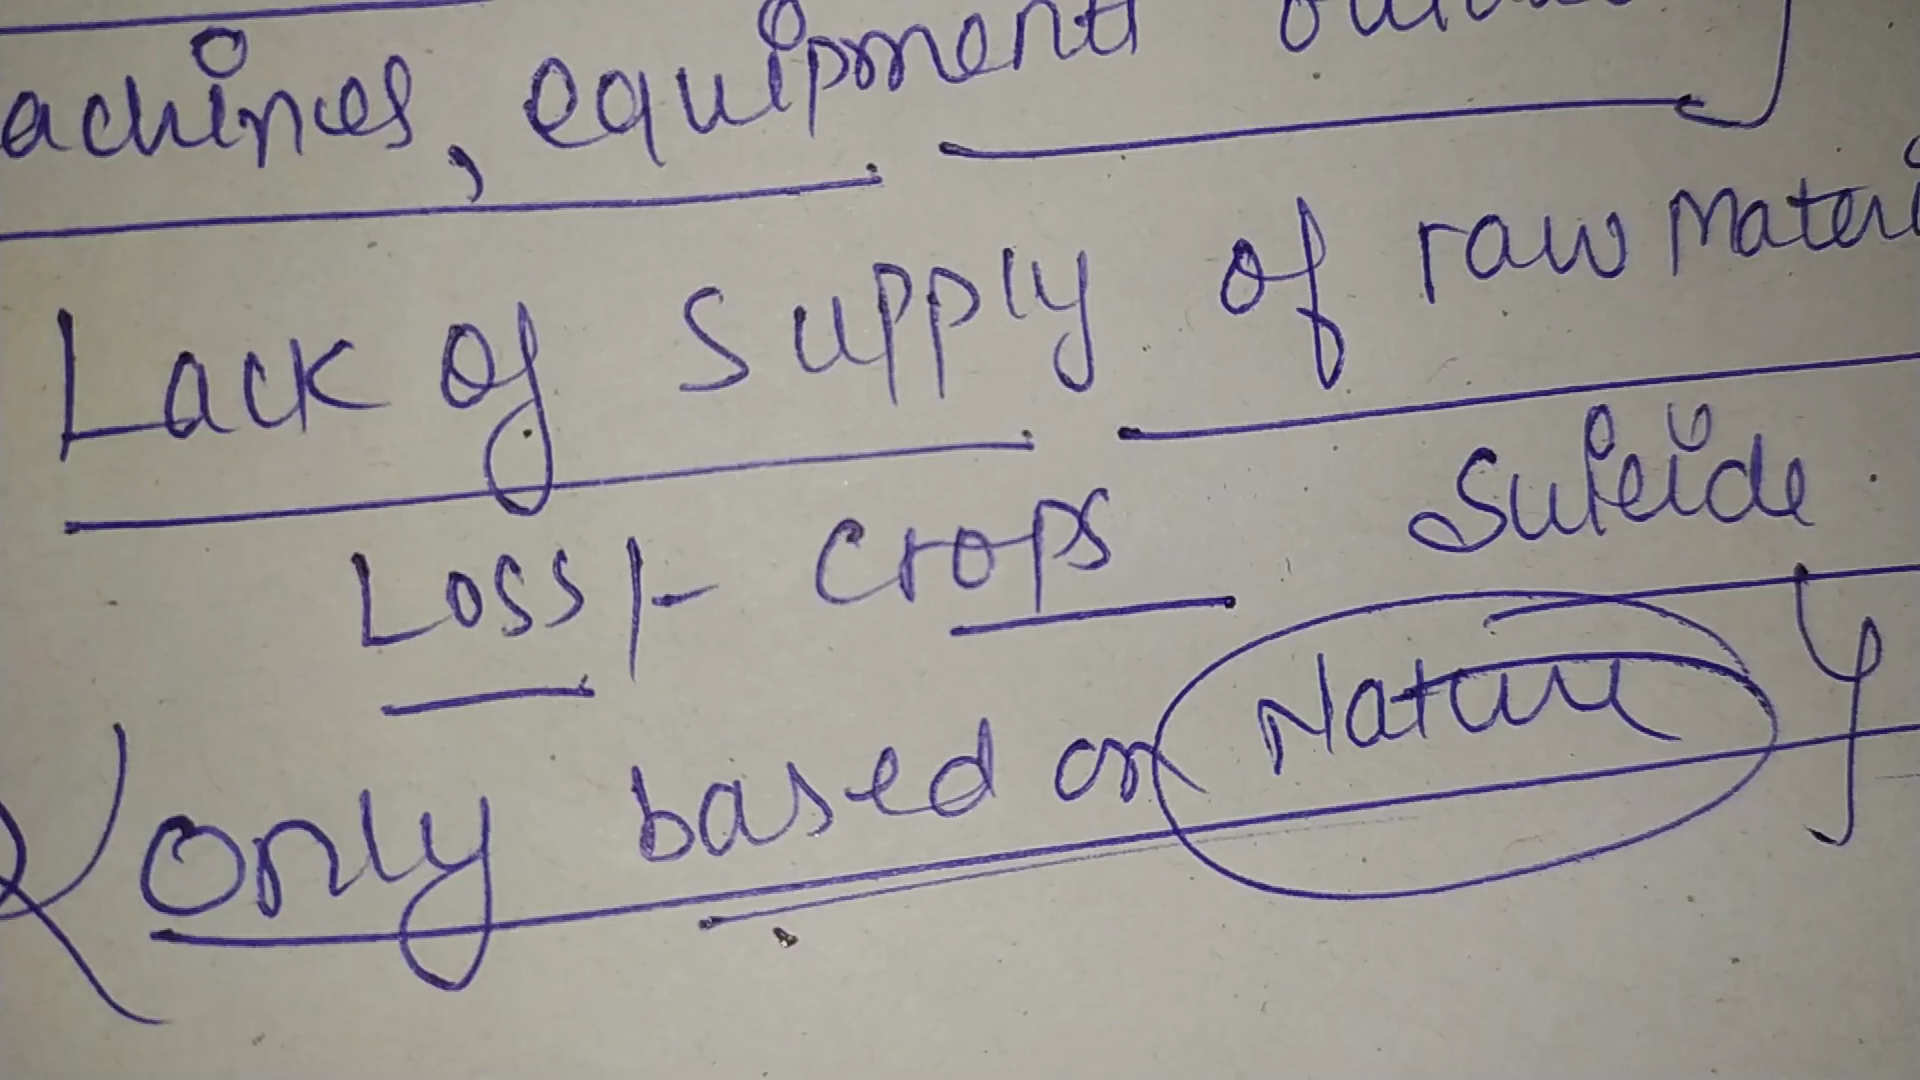 achines, equipment
Lack of Supply of raw Materi
Loss/- Crops Suicide
{ only based on Nature }